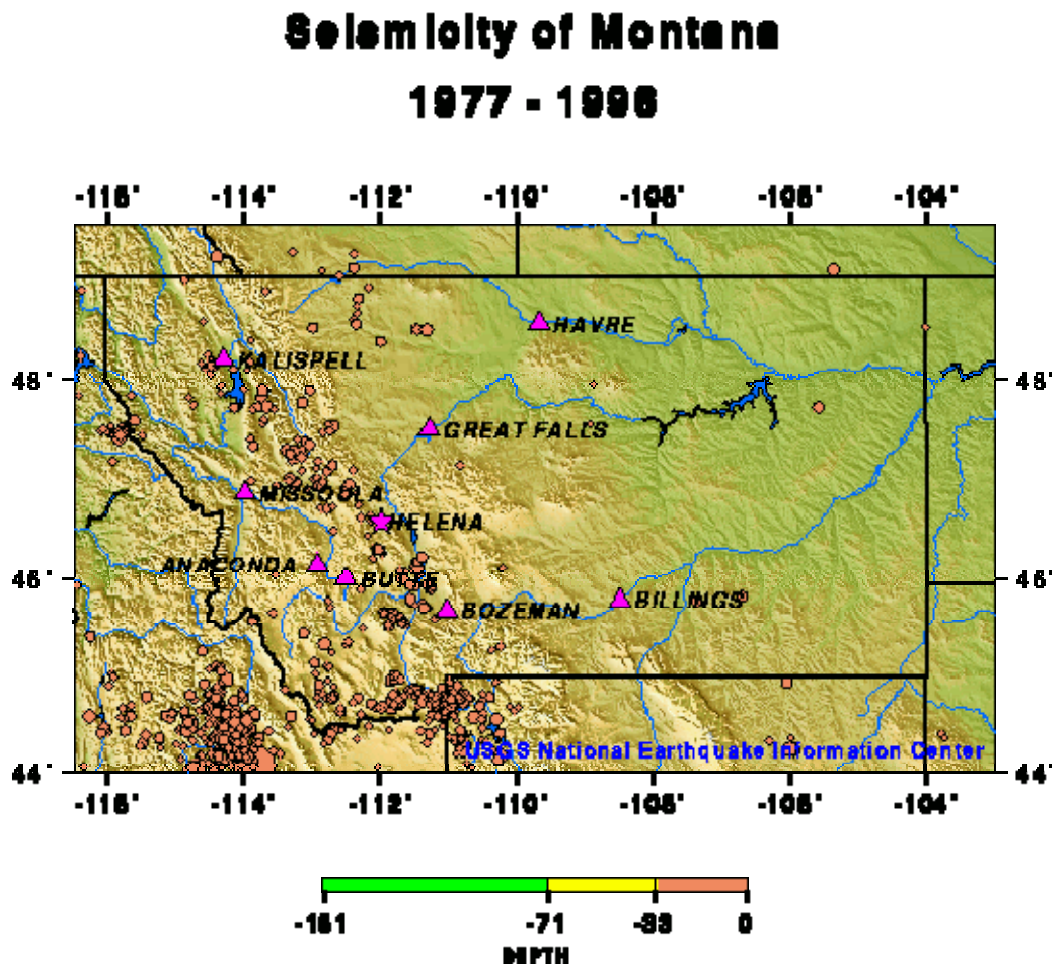 Seismicity of Montana
1977 - 1996
-116° -114° -112° -110° -108° -106° -104°
HAVRE
KALISPELL
48° 48°
GREAT FALLS
MISSOULA
HELENA
ANACONDA
46° BUTTE 46°
BILLINGS
BOZEMAN
USGS National Earthquake Information Center
44° 44°
-116° -114° -112° -110° -108° -106° -104°
-71 -33 0
DEPTH